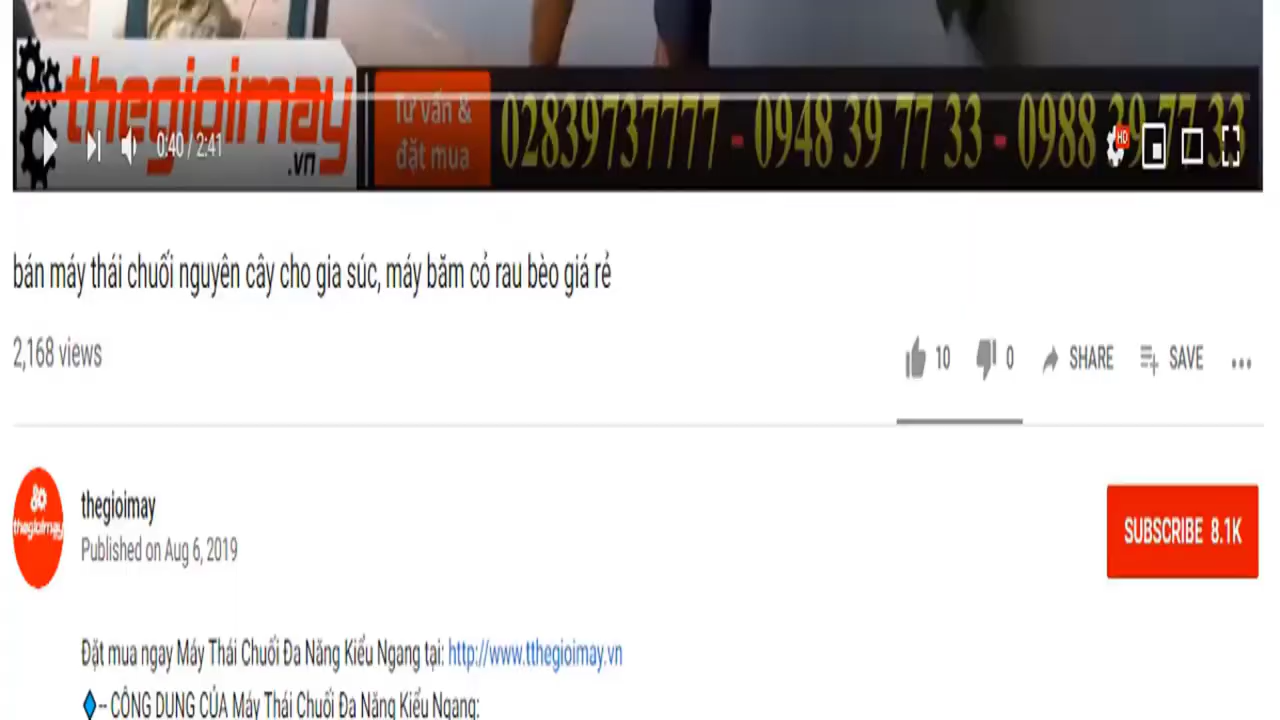 thegioimay
.vn
Tư vấn &
đặt mua
02839737777 - 0948 39 77 33 - 0988 39 77 33
0:40 / 2:41
HD
bán máy thái chuối nguyên cây cho gia súc, máy băm cỏ rau bèo giá rẻ
2,168 views
10 0 SHARE SAVE
thegioimay
thegioimay
Published on Aug 6, 2019
SUBSCRIBE 8.1K
Đặt mua ngay Máy Thái Chuối Đa Năng Kiểu Ngang tại: http://www.tthegioimay.vn
-- CÔNG DỤNG CỦA Máy Thái Chuối Đa Năng Kiểu Ngang: